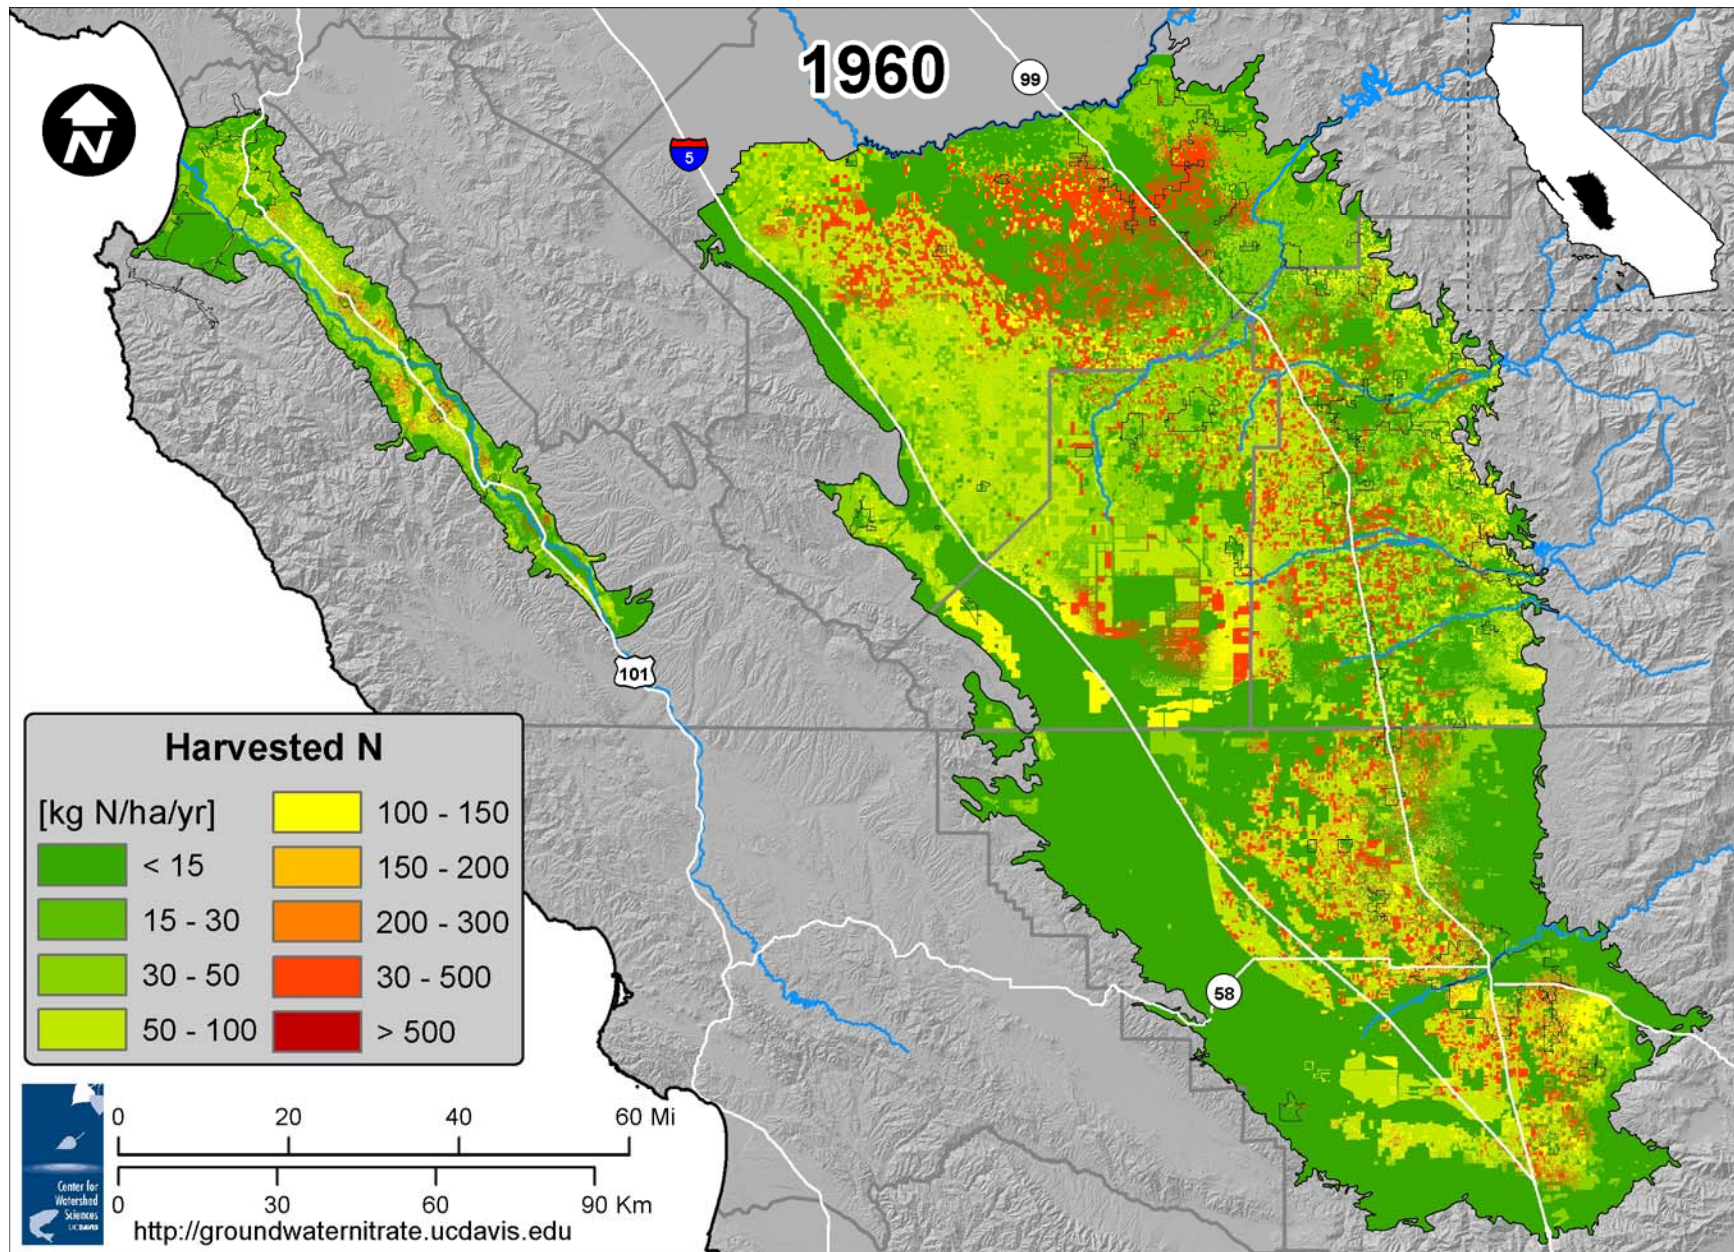 1960
N
99
5
101
58
Harvested N
[kg N/ha/yr]
< 15
15 - 30
30 - 50
50 - 100
100 - 150
150 - 200
200 - 300
30 - 500
> 500
0 20 40 60 Mi
0 30 60 90 Km
Center for
Watershed
Sciences
UC DAVIS
http://groundwaternitrate.ucdavis.edu